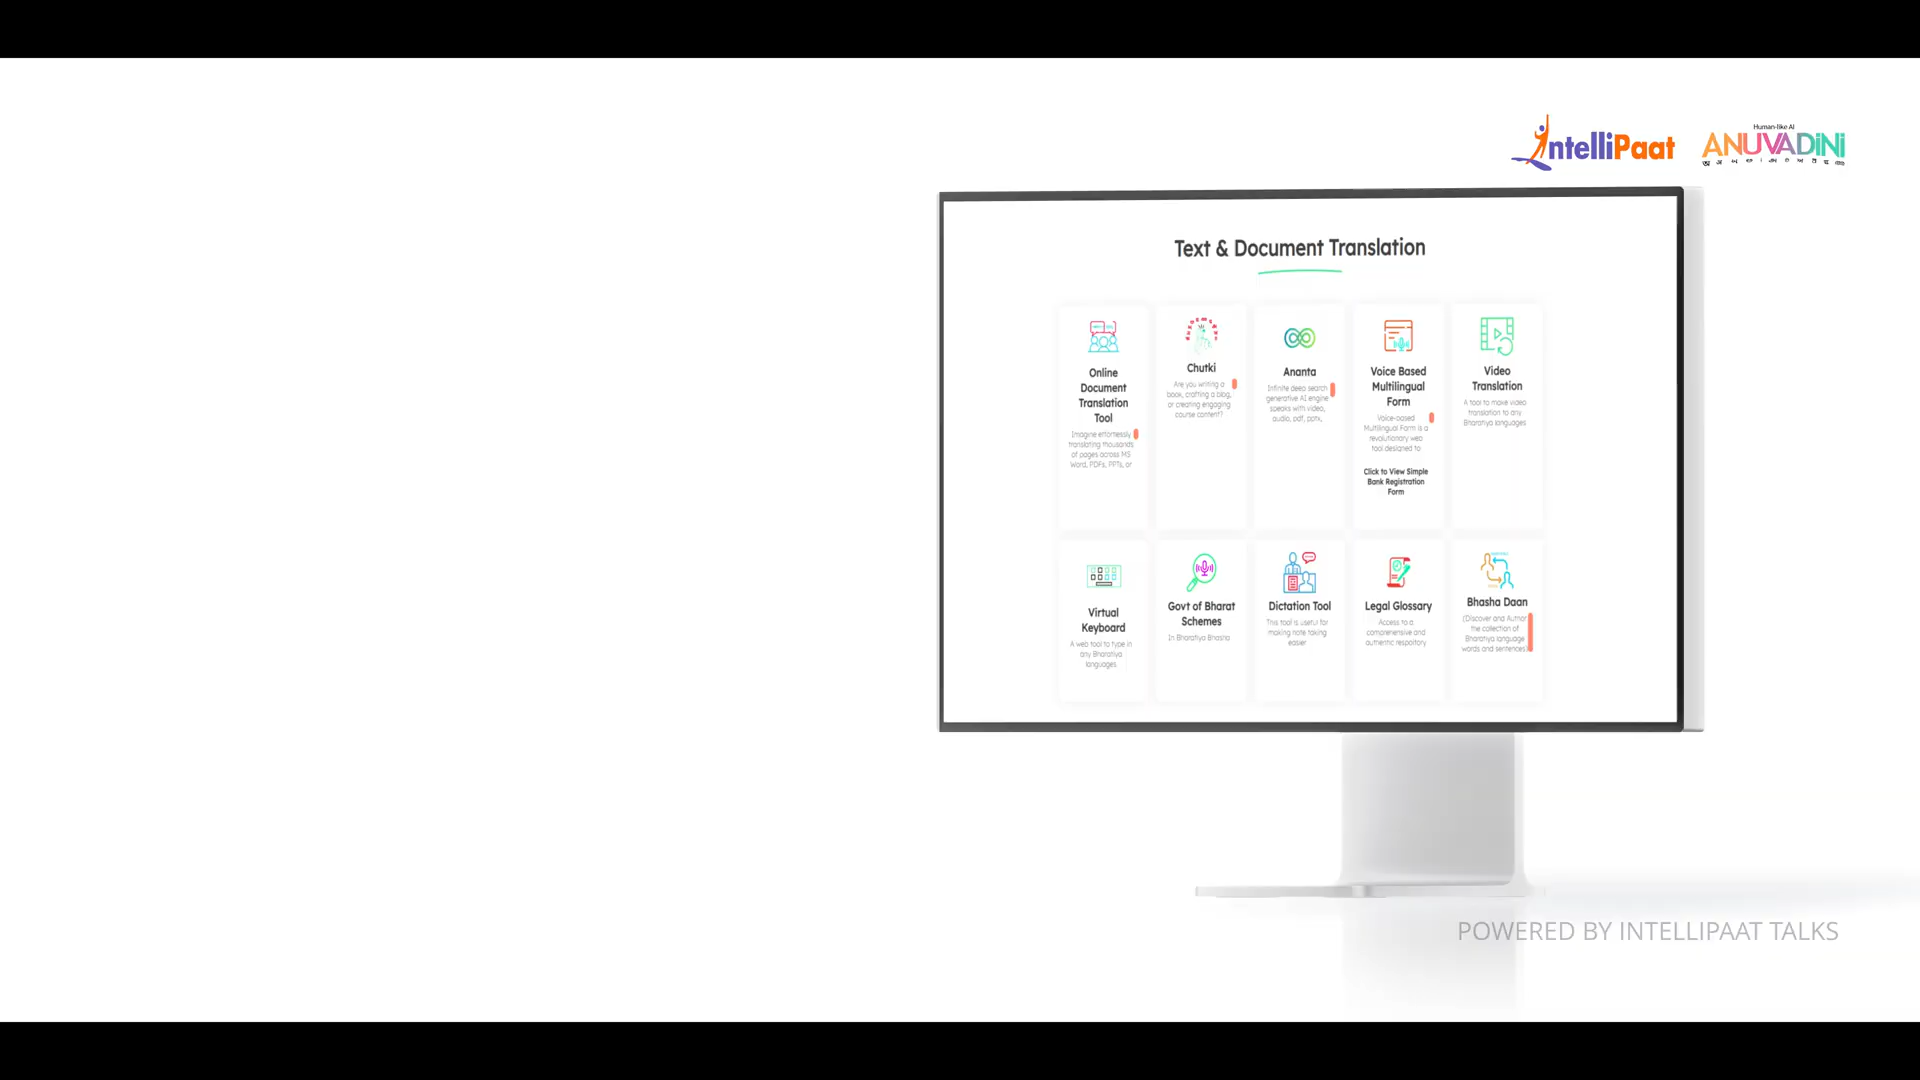 IntelliPaat
Human-like AI
ANUVADINI
Text & Document Translation
Online
Document
Translation
Tool
Imagine effortlessly
translating thousands
of pages across MS
Word, PDFs, PPTs, or
Chutki
Are you writing a
book, crafting a blog,
or creating engaging
course content?
Ananta
Infinite deep search
generative AI engine
speaks with video,
audio, pdf, pptx,
Voice Based
Multilingual
Form
Voice-based
Multilingual Form is a
revolutionary web
tool designed to
Click to View Simple
Bank Registration
Form
Video
Translation
A tool to make video
translation to any
Bharatiya languages
Virtual
Keyboard
A web tool to type in
any Bhartiya
languages
Govt of Bharat
Schemes
In Bharatiya Bhasha
Dictation Tool
This tool is useful for
making note taking
easier
Legal Glossary
Access to a
comprehensive and
authentic respository
Bhasha Daan
(Discover and Author
the collection of
Bharatiya language
words and sentences)
POWERED BY INTELLIPAAT TALKS